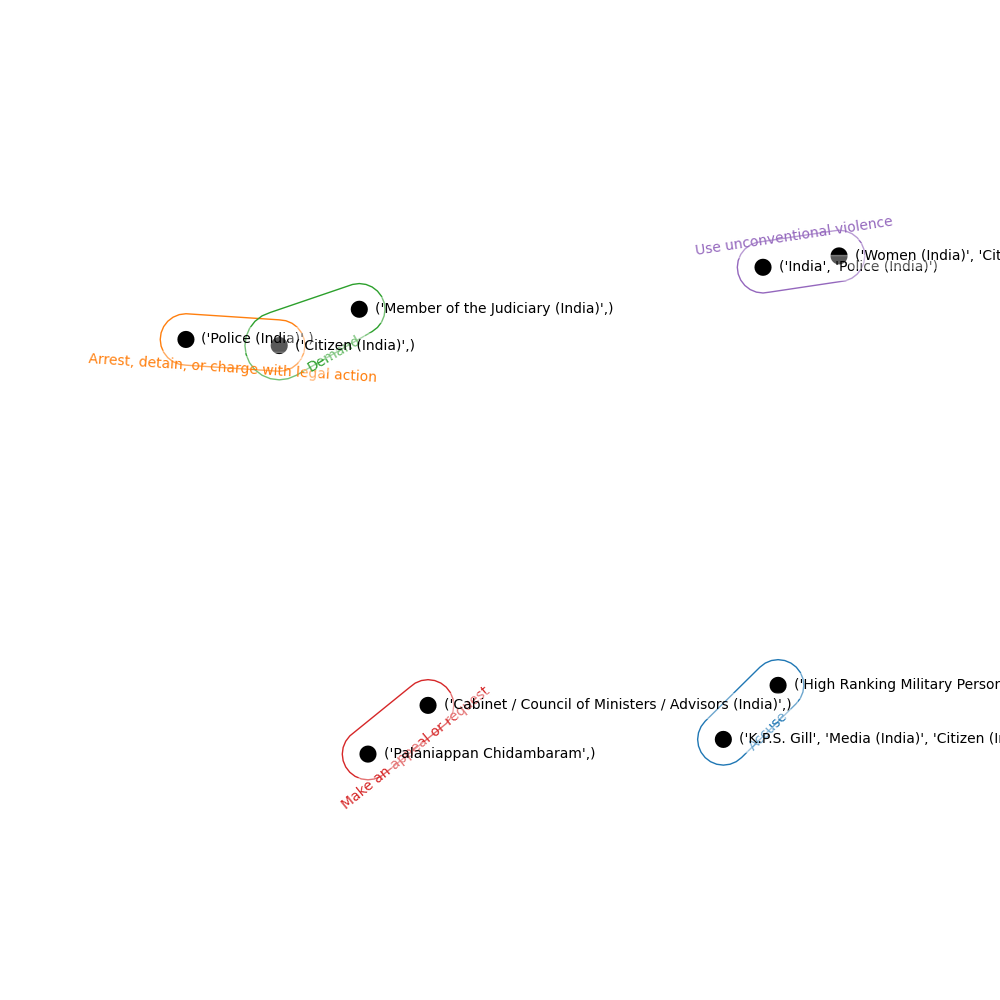 Use unconventional violence
('Women (India)', 'Cit
('India', 'Police (India)')
('Member of the Judiciary (India)',)
('Police (India)',)
('Citizen (India)',)
Demand
Arrest, detain, or charge with legal action
('High Ranking Military Person
('Cabinet / Council of Ministers / Advisors (India)',)
Accuse
('K.P.S. Gill', 'Media (India)', 'Citizen (In
Make an appeal or request
('Palaniappan Chidambaram',)